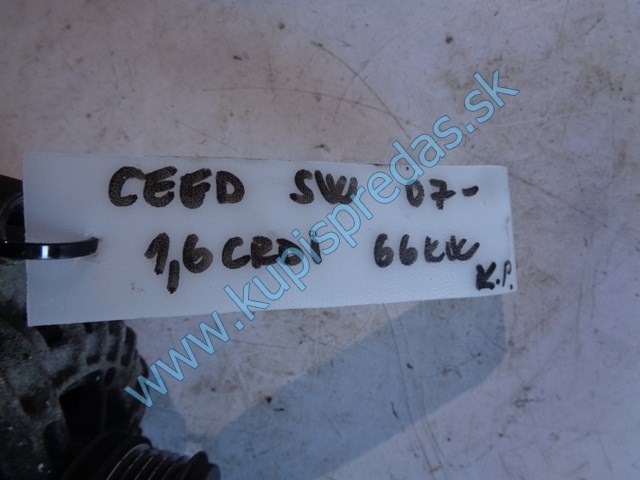 CEED SW 07-
1,6 CRDI 66KW
K.P.
www.kupispredas.sk